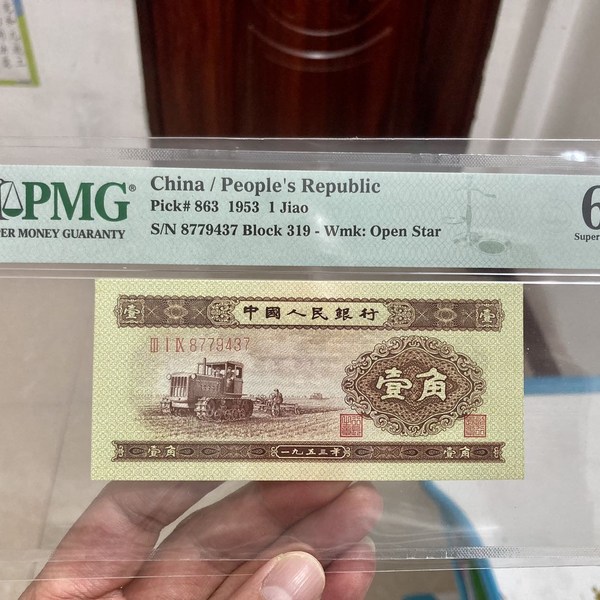 PMG®
PER MONEY GUARANTY
China / People's Republic
Pick# 863 1953 1 Jiao
S/N 8779437 Block 319 - Wmk: Open Star
6
Super
壹 中國人民銀行 壹
III I IX 8779437
壹角
壹角 一九五三年 壹角